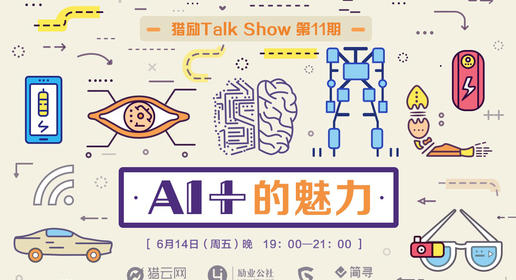 猎励Talk Show 第11期
AI+的魅力
[ 6月14日（周五）晚 19：00—21：00 ]
猎云网 励业公社 简寻